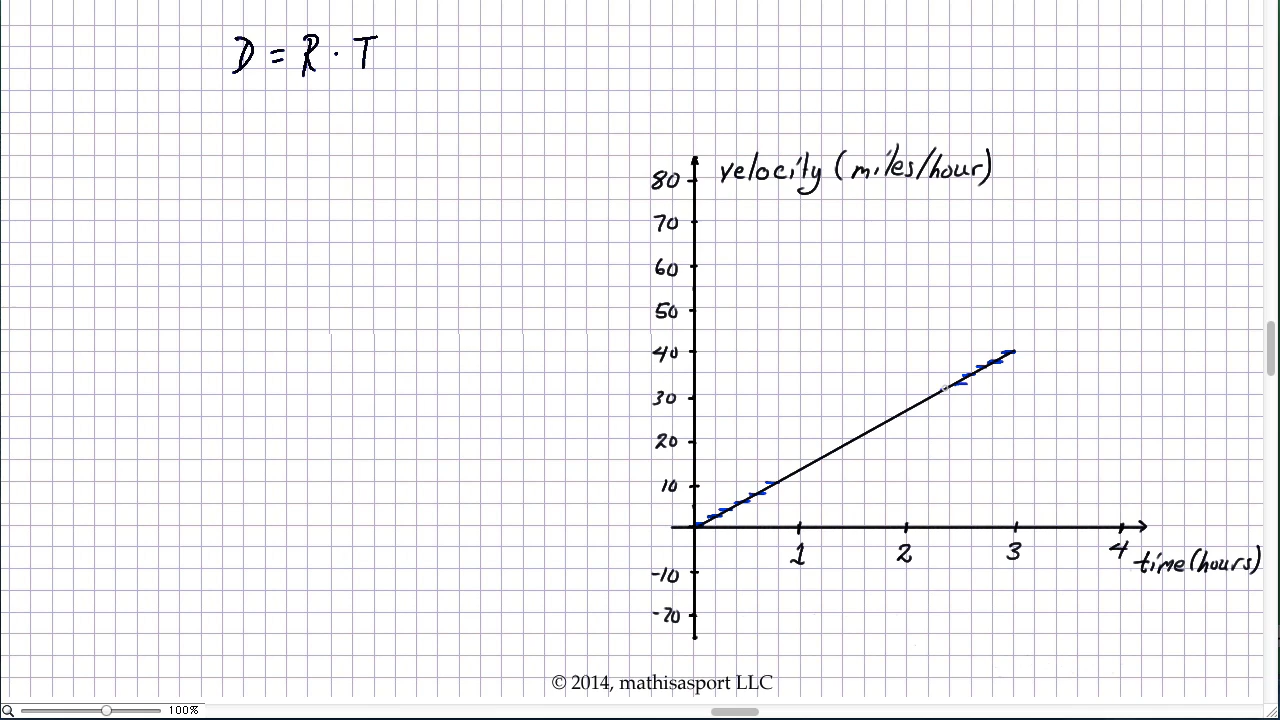 D = R · T
velocity (miles/hour)
80
70
60
50
40
30
20
10
1 2 3 4
time (hours)
-10
-20
© 2014, mathisasport LLC
100%